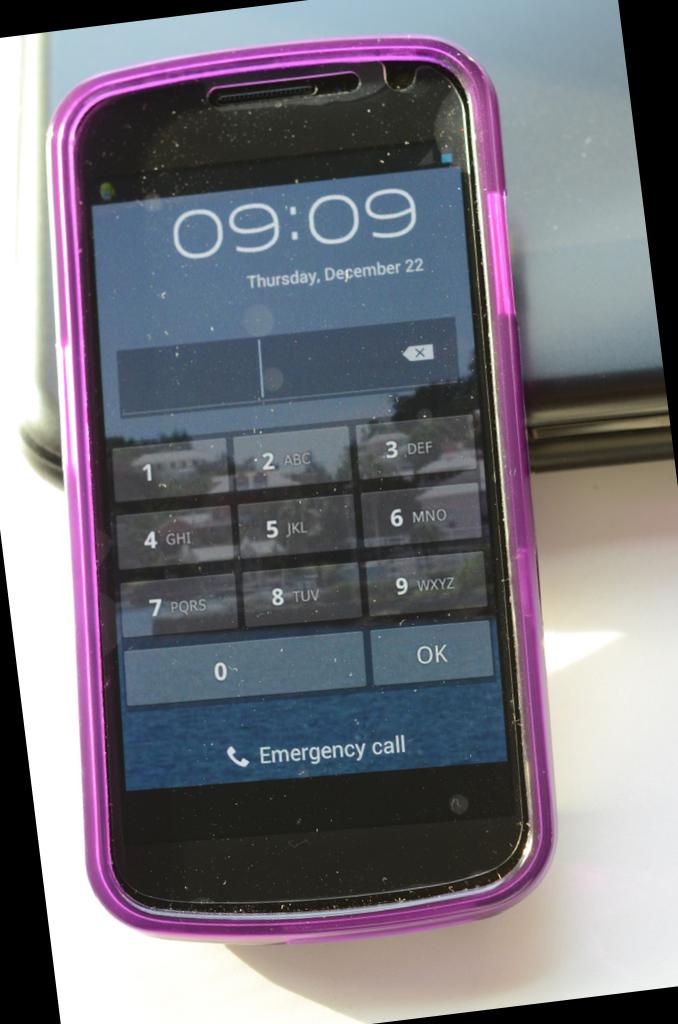 09:09
Thursday, December 22
1 2 ABC 3 DEF
4 GHI 5 JKL 6 MNO
7 PQRS 8 TUV 9 WXYZ
0 OK
Emergency call